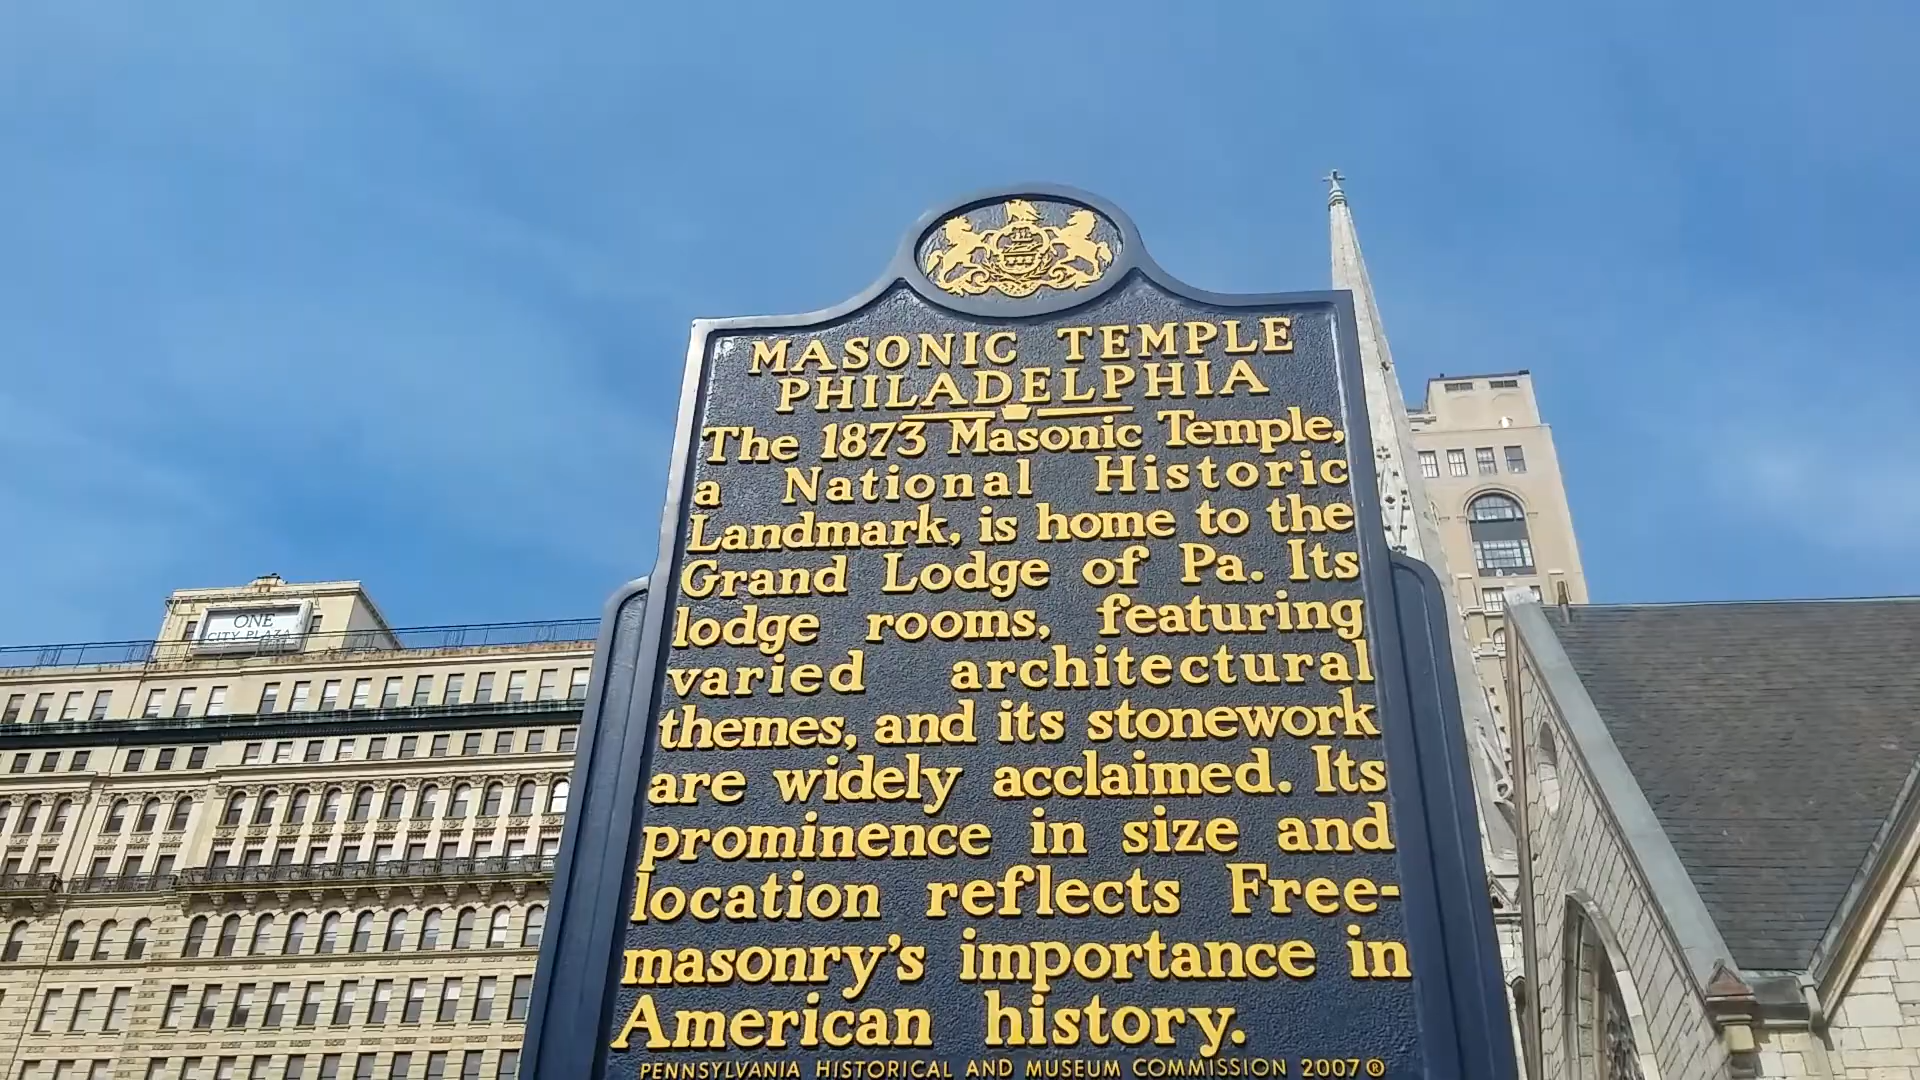 MASONIC TEMPLE
PHILADELPHIA
The 1873 Masonic Temple,
a National Historic
Landmark, is home to the
Grand Lodge of Pa. Its
lodge rooms, featuring
varied architectural
themes, and its stonework
are widely acclaimed. Its
prominence in size and
location reflects Free-
masonry's importance in
American history.
PENNSYLVANIA HISTORICAL AND MUSEUM COMMISSION 2007®
ONE
CITY PLAZA